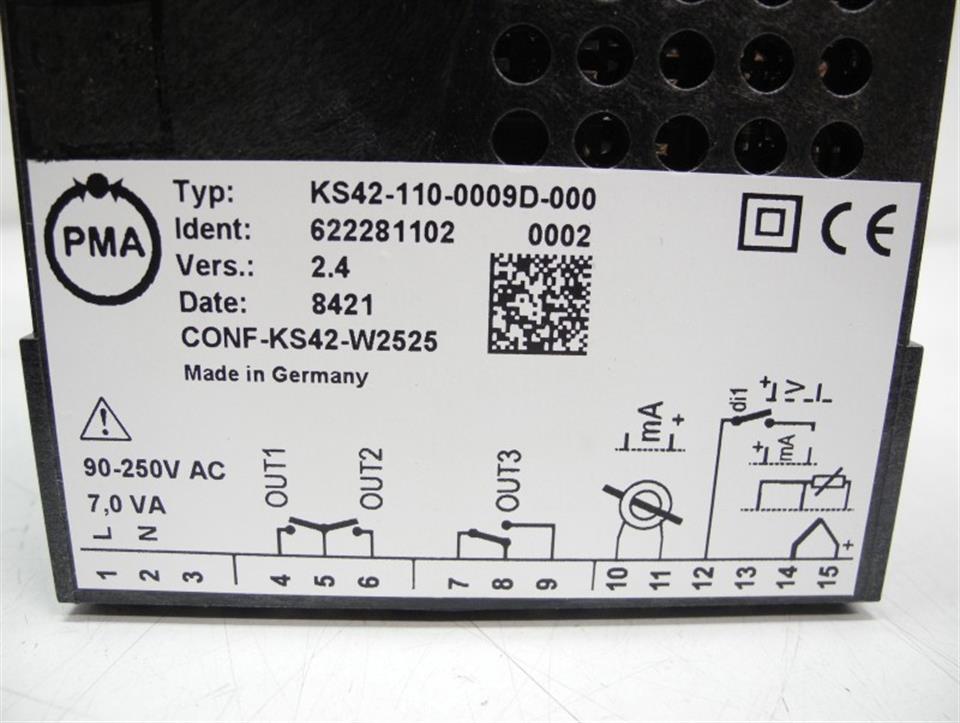 PMA
Typ: KS42-110-0009D-000
Ident: 622281102 0002
Vers.: 2.4
Date: 8421
CONF-KS42-W2525
Made in Germany
CE
90-250V AC
7,0 VA
L
N
OUT1
OUT2
OUT3
mA +
di1
+ V
+ mA
+
1 2 3 4 5 6 7 8 9 10 11 12 13 14 15